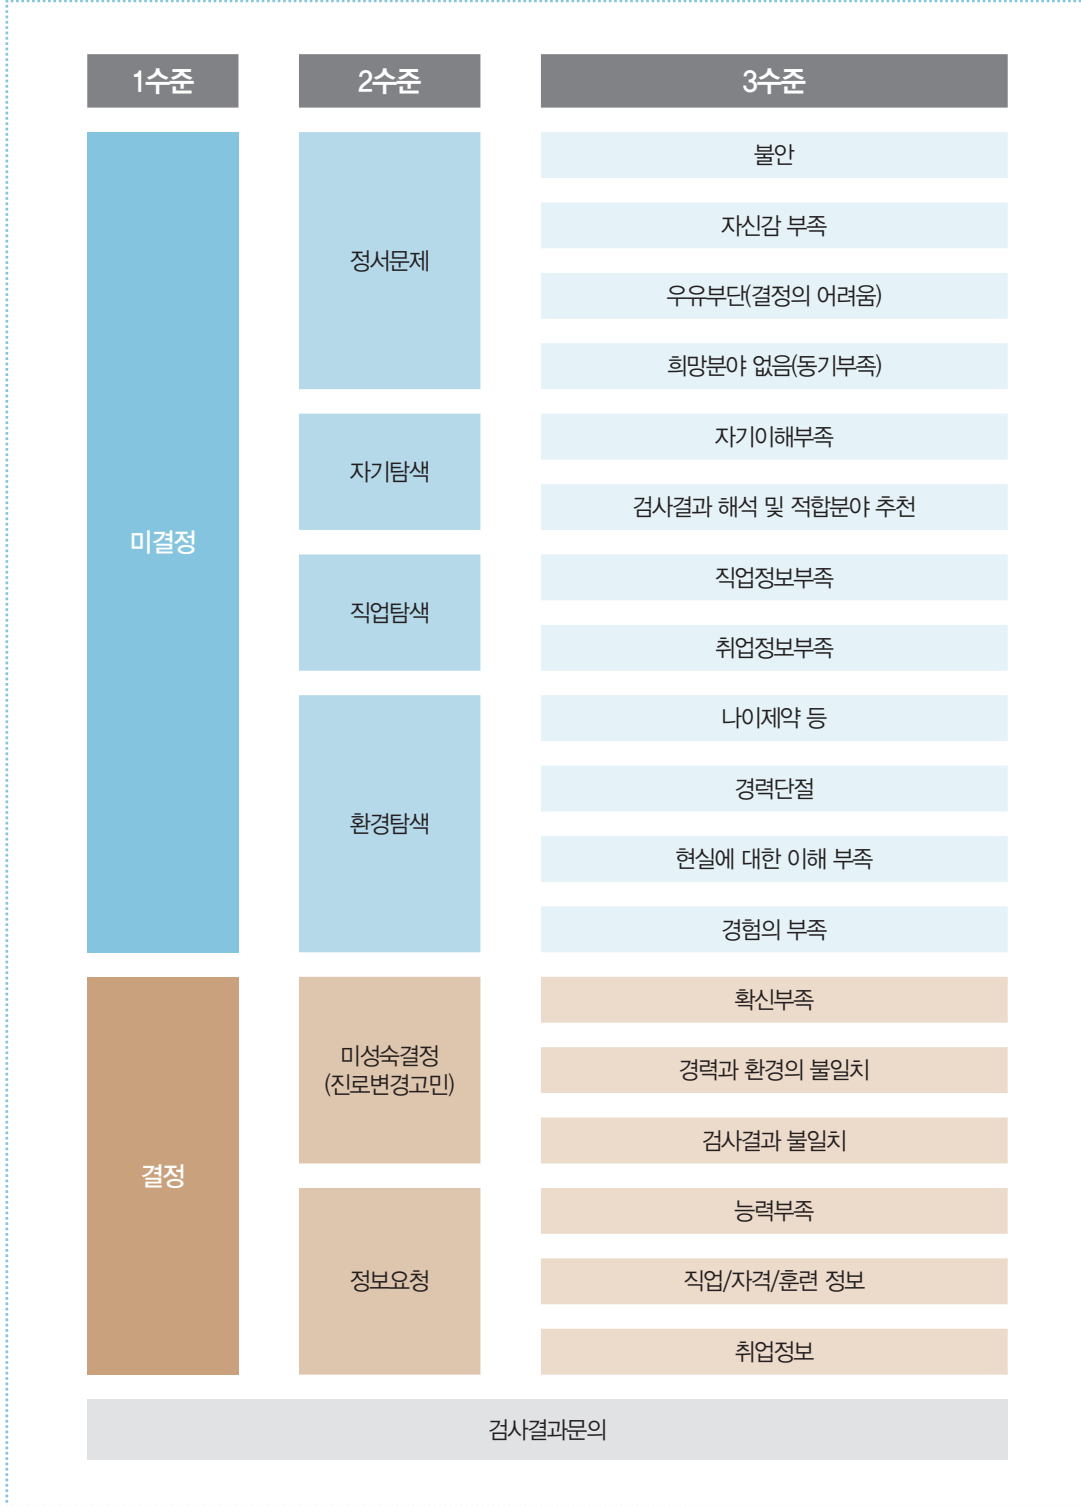 1수준
2수준
3수준
미결정
정서문제
불안
자신감 부족
우유부단(결정의 어려움)
희망분야 없음(동기부족)
자기탐색
자기이해부족
검사결과 해석 및 적합분야 추천
직업탐색
직업정보부족
취업정보부족
환경탐색
나이제약 등
경력단절
현실에 대한 이해 부족
경험의 부족
결정
미성숙결정
(진로변경고민)
확신부족
경력과 환경의 불일치
검사결과 불일치
정보요청
능력부족
직업/자격/훈련 정보
취업정보
검사결과문의